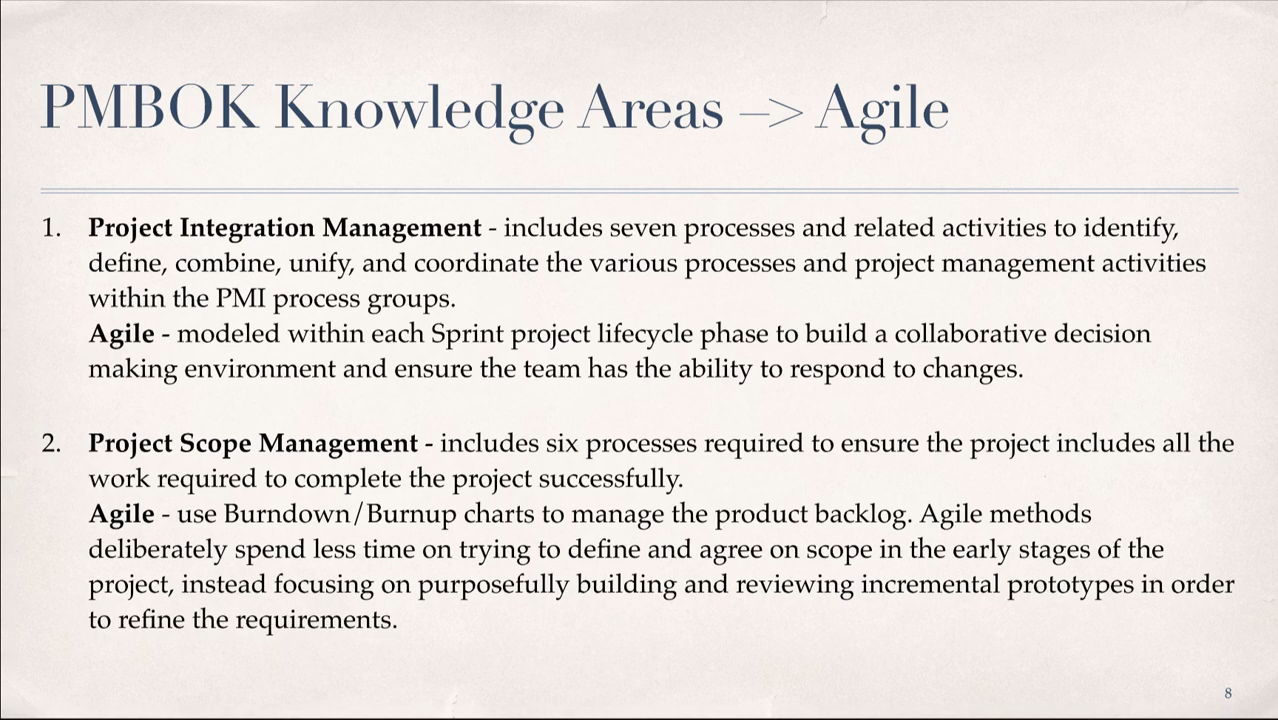 PMBOK Knowledge Areas –> Agile
1. Project Integration Management - includes seven processes and related activities to identify,
define, combine, unify, and coordinate the various processes and project management activities
within the PMI process groups.
Agile - modeled within each Sprint project lifecycle phase to build a collaborative decision
making environment and ensure the team has the ability to respond to changes.
2. Project Scope Management - includes six processes required to ensure the project includes all the
work required to complete the project successfully.
Agile - use Burndown/Burnup charts to manage the product backlog. Agile methods
deliberately spend less time on trying to define and agree on scope in the early stages of the
project, instead focusing on purposefully building and reviewing incremental prototypes in order
to refine the requirements.
8